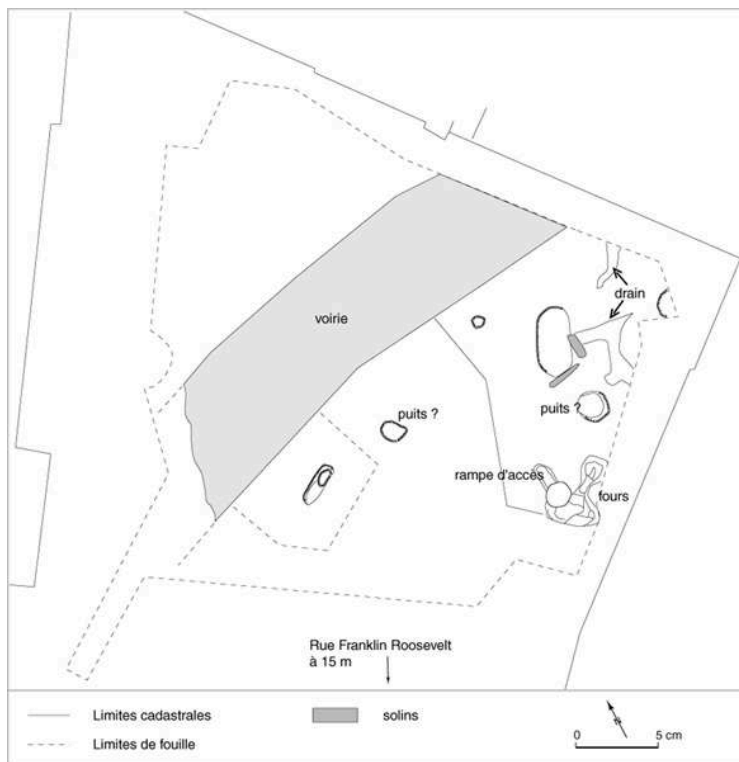 drain
voirie
puits ?
puits ?
rampe d'accès
fours
Rue Franklin Roosevelt
à 15 m
Limites cadastrales
solins
Limites de fouille
N
0
5 cm